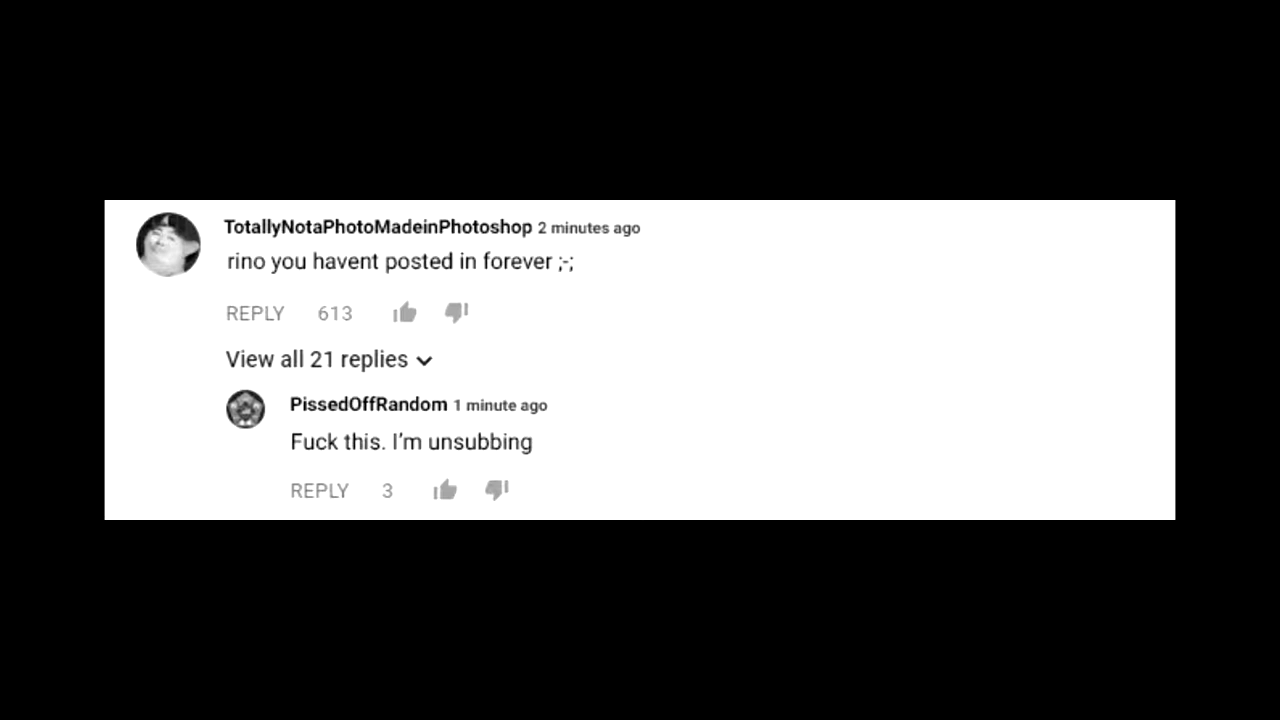 TotallyNotaPhotoMadeinPhotoshop 2 minutes ago
rino you havent posted in forever ;-;
REPLY 613
View all 21 replies
PissedOffRandom 1 minute ago
Fuck this. I'm unsubbing
REPLY 3